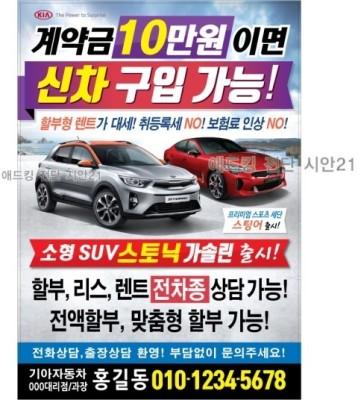 KIA The Power to Surprise
계약금 10만원 이면
신차 구입 가능!
할부형 렌트가 대세! 취등록세 NO! 보험료 인상 NO!
애드킹 전단 시안21
애드킹 전단 시안21
프리미엄 스포츠 세단
스팅어 출시!
소형 SUV 스토닉 가솔린 출시!
할부, 리스, 렌트 전차종 상담 가능!
전액할부, 맞춤형 할부 가능!
전화상담,출장상담 환영! 부담없이 문의주세요!
기아자동차
000대리점/과장 홍길동 010-1234-5678